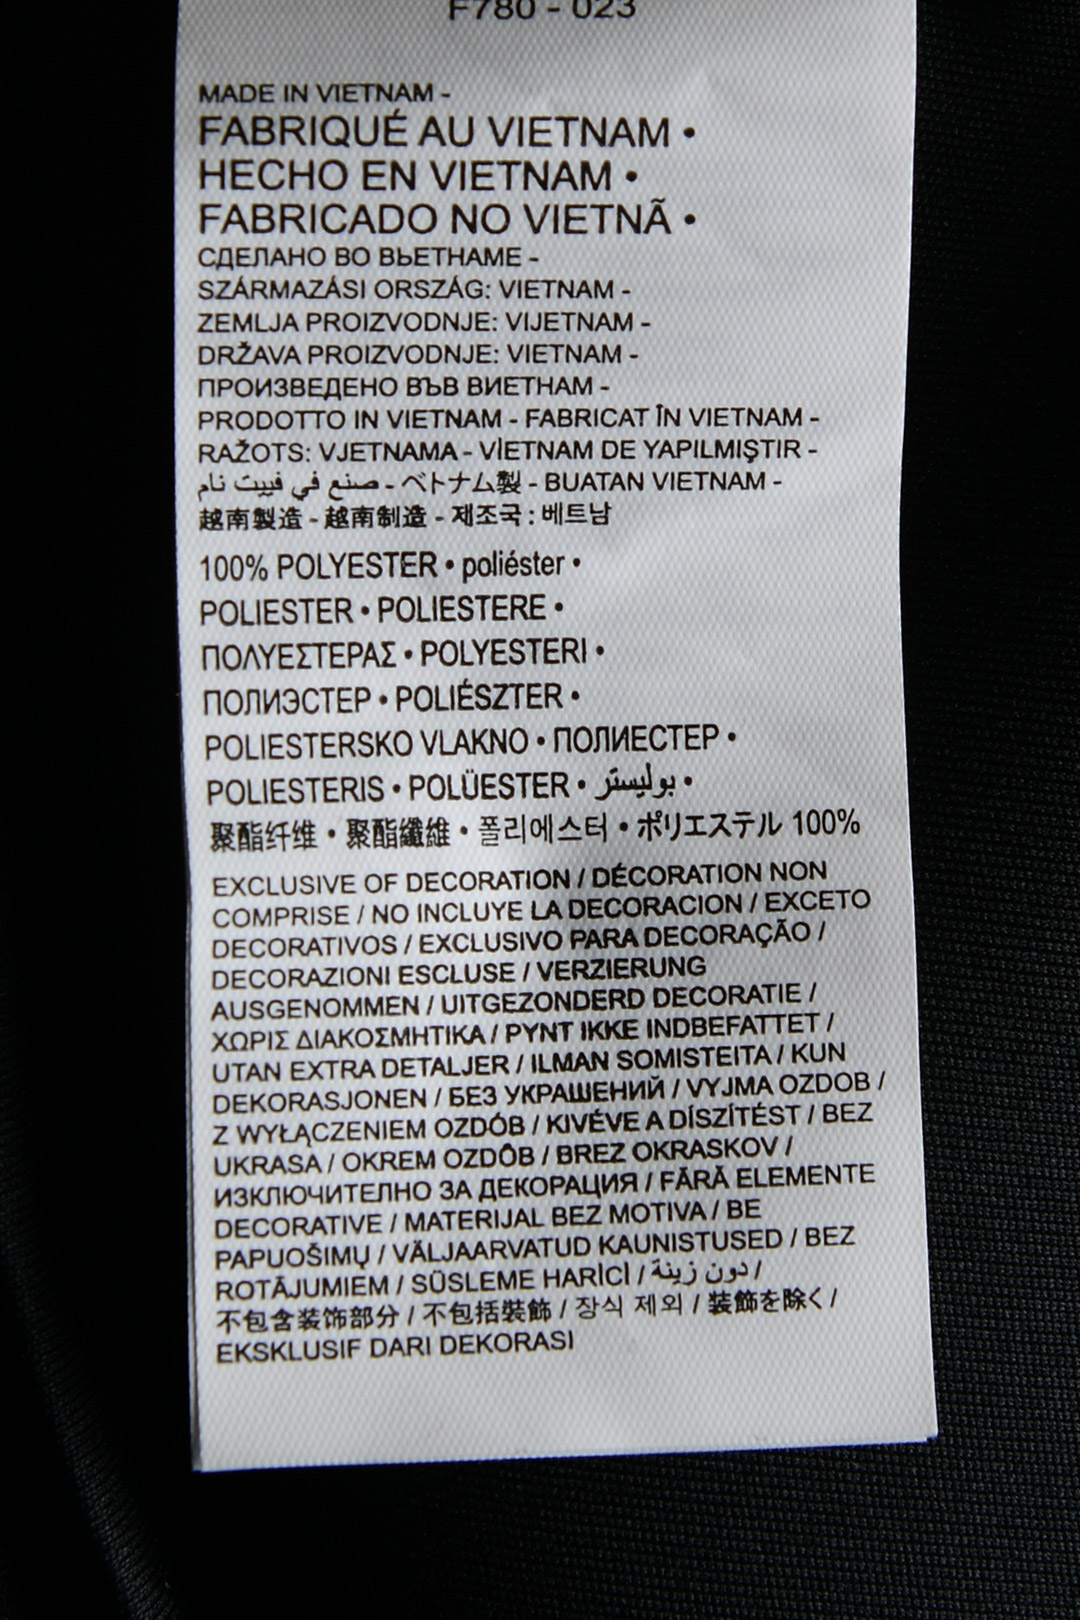 F780 - 023
MADE IN VIETNAM -
FABRIQUÉ AU VIETNAM •
HECHO EN VIETNAM •
FABRICADO NO VIETNÃ •
СДЕЛАНО ВО ВЬЕТНАМЕ -
SZÁRMAZÁSI ORSZÁG: VIETNAM -
ZEMLJA PROIZVODNJE: VIJETNAM -
DRŽAVA PROIZVODNJE: VIETNAM -
ПРОИЗВЕДЕНО ВЪВ ВИЕТНАМ -
PRODOTTO IN VIETNAM - FABRICAT ÎN VIETNAM -
RAŽOTS: VJETNAMA - VİETNAM DE YAPILMIŞTIR -
صنع في فييت نام - ベトナム製 - BUATAN VIETNAM -
越南製造 - 越南制造 - 제조국 : 베트남
100% POLYESTER • poliéster •
POLIESTER • POLIESTERE •
ΠΟΛΥΕΣΤΕΡΑΣ • POLYESTERI •
ПОЛИЭСТЕР • POLIÉSZTER •
POLIESTERSKO VLAKNO • ПОЛИЕСТЕР •
POLIESTERIS • POLÜESTER • بوليستر •
聚酯纤维 • 聚酯纖維 • 폴리에스터 • ポリエステル 100%
EXCLUSIVE OF DECORATION / DÉCORATION NON
COMPRISE / NO INCLUYE LA DECORACION / EXCETO
DECORATIVOS / EXCLUSIVO PARA DECORAÇÃO /
DECORAZIONI ESCLUSE / VERZIERUNG
AUSGENOMMEN / UITGEZONDERD DECORATIE /
ΧΩΡΙΣ ΔΙΑΚΟΣΜΗΤΙΚΑ / PYNT IKKE INDBEFATTET /
UTAN EXTRA DETALJER / ILMAN SOMISTEITA / KUN
DEKORASJONEN / БЕЗ УКРАШЕНИЙ / VYJMA OZDOB /
Z WYŁĄCZENIEM OZDÓB / KIVÉVE A DÍSZÍTÉST / BEZ
UKRASA / OKREM OZDÔB / BREZ OKRASKOV /
ИЗКЛЮЧИТЕЛНО ЗА ДЕКОРАЦИЯ / FĂRĂ ELEMENTE
DECORATIVE / MATERIJAL BEZ MOTIVA / BE
PAPUOŠIMŲ / VÄLJAARVATUD KAUNISTUSED / BEZ
ROTĀJUMIEM / SÜSLEME HARİCİ / دون زينة /
不包含装饰部分 / 不包括裝飾 / 장식 제외 / 装飾を除く /
EKSKLUSIF DARI DEKORASI